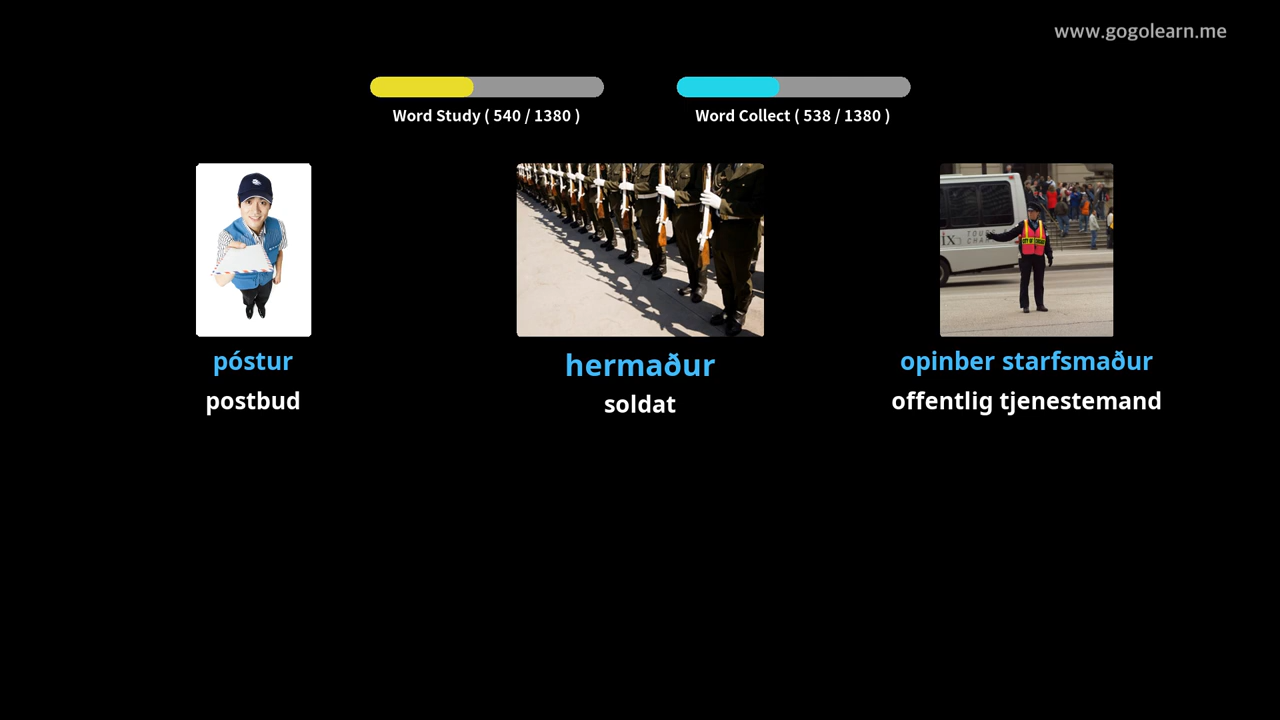 www.gogolearn.me
Word Study ( 540 / 1380 )
Word Collect ( 538 / 1380 )
póstur
hermaður
opinber starfsmaður
postbud
soldat
offentlig tjenestemand